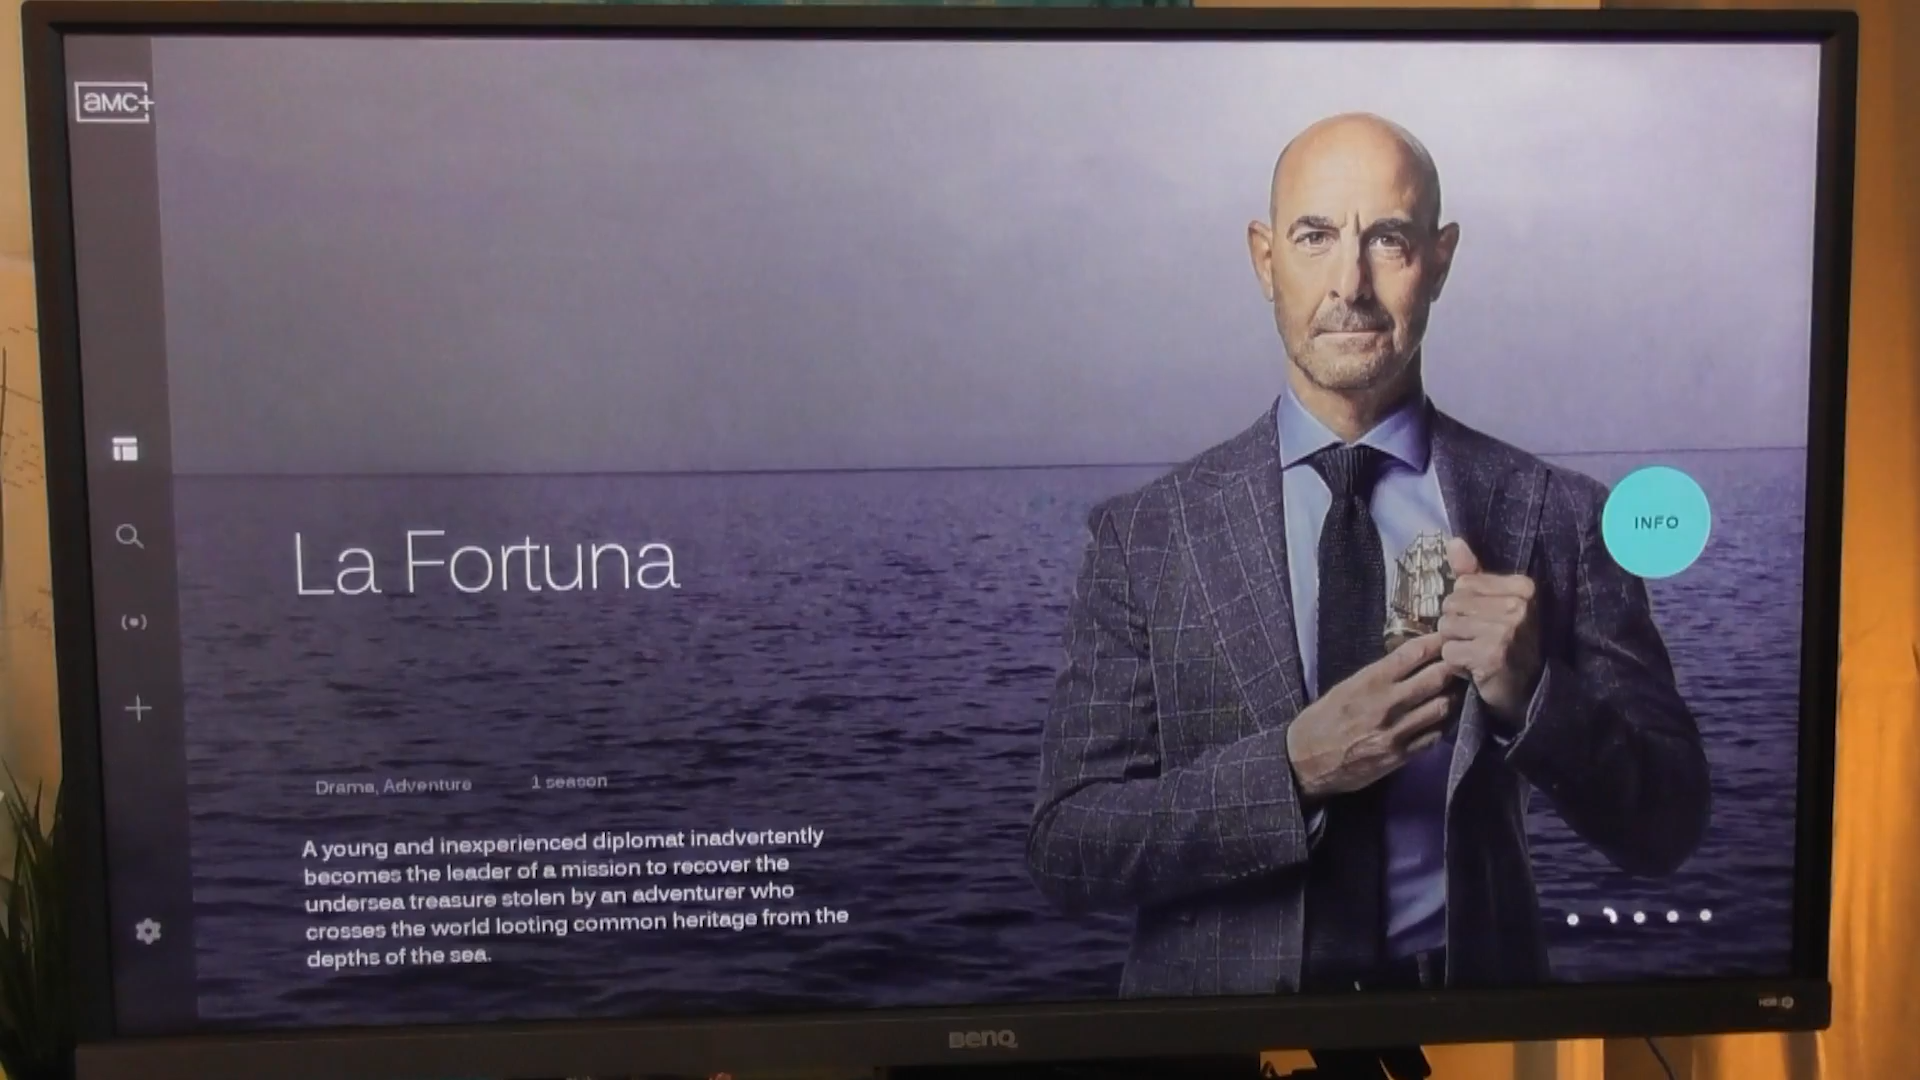 aMC+
INFO
La Fortuna
Drama, Adventure 1 season
A young and inexperienced diplomat inadvertently
becomes the leader of a mission to recover the
undersea treasure stolen by an adventurer who
crosses the world looting common heritage from the
depths of the sea.
HDR
BenQ